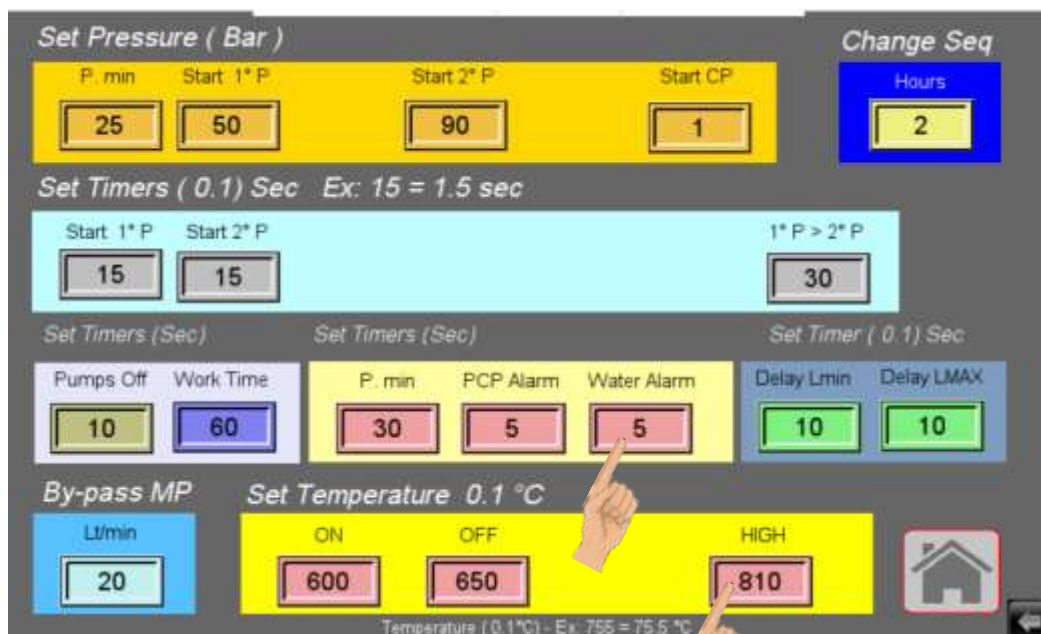 Set Pressure ( Bar )
Change Seq
P. min Start 1° P Start 2° P Start CP
Hours
25 50 90 1
2
Set Timers ( 0.1) Sec Ex: 15 = 1.5 sec
Start 1° P Start 2° P 1° P > 2° P
15 15 30
Set Timers (Sec) Set Timers (Sec) Set Timer ( 0.1) Sec
Pumps Off Work Time P. min PCP Alarm Water Alarm Delay Lmin Delay LMAX
10 60 30 5 5 10 10
By-pass MP Set Temperature 0.1 °C
Lt/min ON OFF HIGH
20 600 650 810
Temperature ( 0.1°C) - Ex: 755 = 75.5 °C